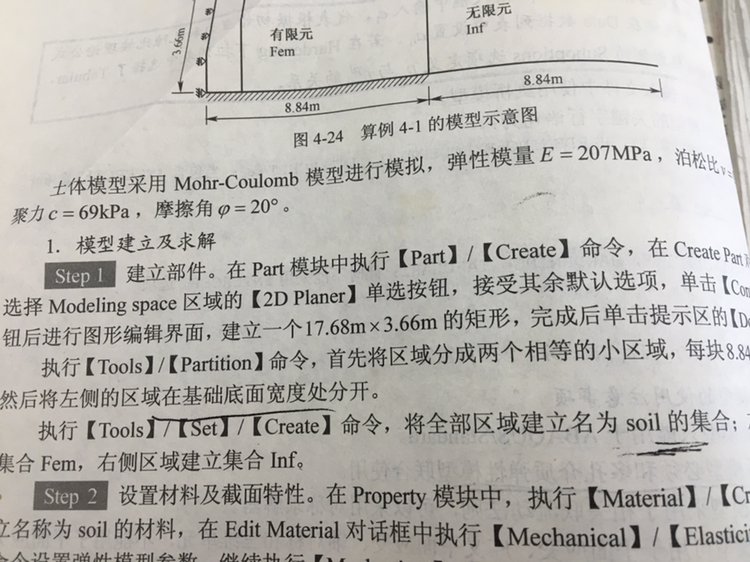 有限元
Fem
无限元
Inf
3.66m
8.84m
8.84m
图 4-24 算例 4-1 的模型示意图
土体模型采用 Mohr-Coulomb 模型进行模拟，弹性模量 E = 207MPa，泊松比 v =
聚力 c = 69kPa，摩擦角 φ = 20°。
1. 模型建立及求解
Step 1 建立部件。在 Part 模块中执行【Part】/【Create】命令，在 Create Part
选择 Modeling space 区域的【2D Planer】单选按钮，接受其余默认选项，单击【Con
钮后进行图形编辑界面，建立一个17.68m×3.66m 的矩形，完成后单击提示区的【Do
执行【Tools】/【Partition】命令，首先将区域分成两个相等的小区域，每块8.84
然后将左侧的区域在基础底面宽度处分开。
执行【Tools】/【Set】/【Create】命令，将全部区域建立名为 soil 的集合；
集合 Fem，右侧区域建立集合 Inf。
Step 2 设置材料及截面特性。在 Property 模块中，执行【Material】/【Cr
立名称为 soil 的材料，在 Edit Material 对话框中执行【Mechanical】/【Elastici